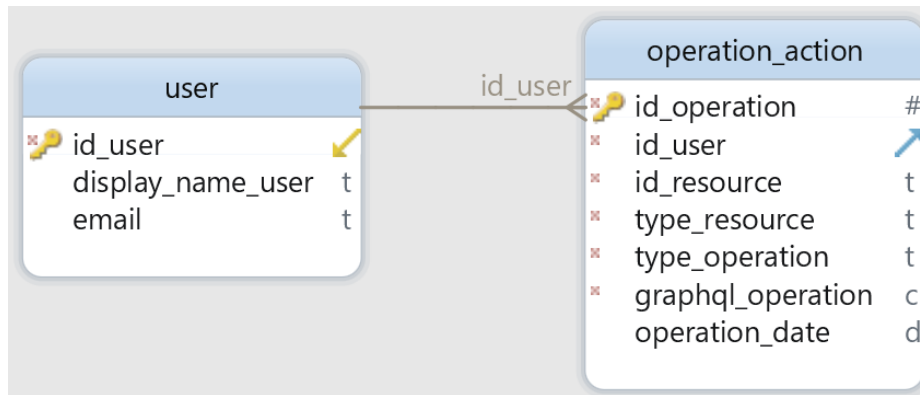 user
id_user
display_name_user t
email t
id_user
operation_action
id_operation #
id_user
id_resource t
type_resource t
type_operation t
graphql_operation c
operation_date d